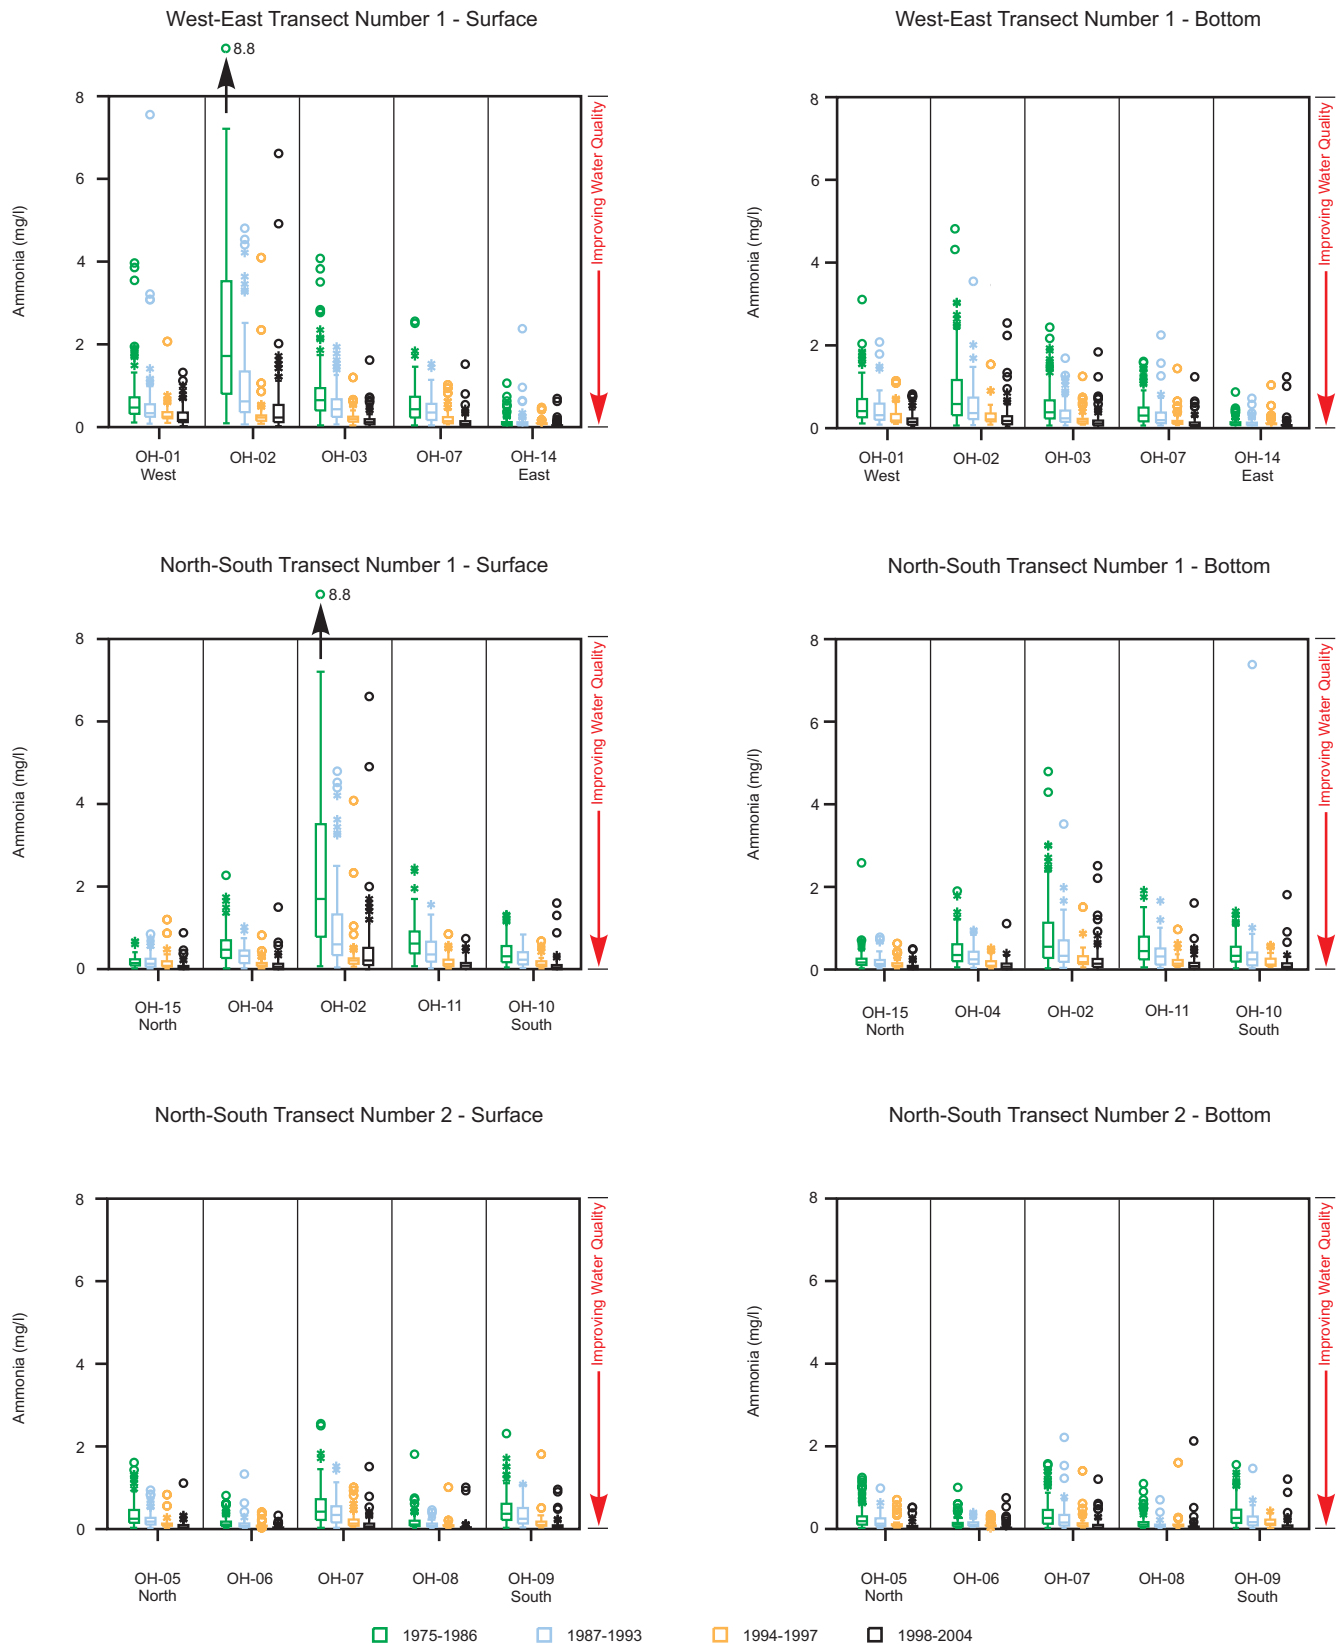 West-East Transect Number 1 - Surface
8.8
8
6
4
2
0
Ammonia (mg/l)
Improving Water Quality
OH-01
West
OH-02
OH-03
OH-07
OH-14
East
West-East Transect Number 1 - Bottom
8
6
4
2
0
Ammonia (mg/l)
Improving Water Quality
OH-01
West
OH-02
OH-03
OH-07
OH-14
East
North-South Transect Number 1 - Surface
8.8
8
6
4
2
0
Ammonia (mg/l)
Improving Water Quality
OH-15
North
OH-04
OH-02
OH-11
OH-10
South
North-South Transect Number 1 - Bottom
8
6
4
2
0
Ammonia (mg/l)
Improving Water Quality
OH-15
North
OH-04
OH-02
OH-11
OH-10
South
North-South Transect Number 2 - Surface
8
6
4
2
0
Ammonia (mg/l)
Improving Water Quality
OH-05
North
OH-06
OH-07
OH-08
OH-09
South
North-South Transect Number 2 - Bottom
8
6
4
2
0
Ammonia (mg/l)
Improving Water Quality
OH-05
North
OH-06
OH-07
OH-08
OH-09
South
1975-1986
1987-1993
1994-1997
1998-2004